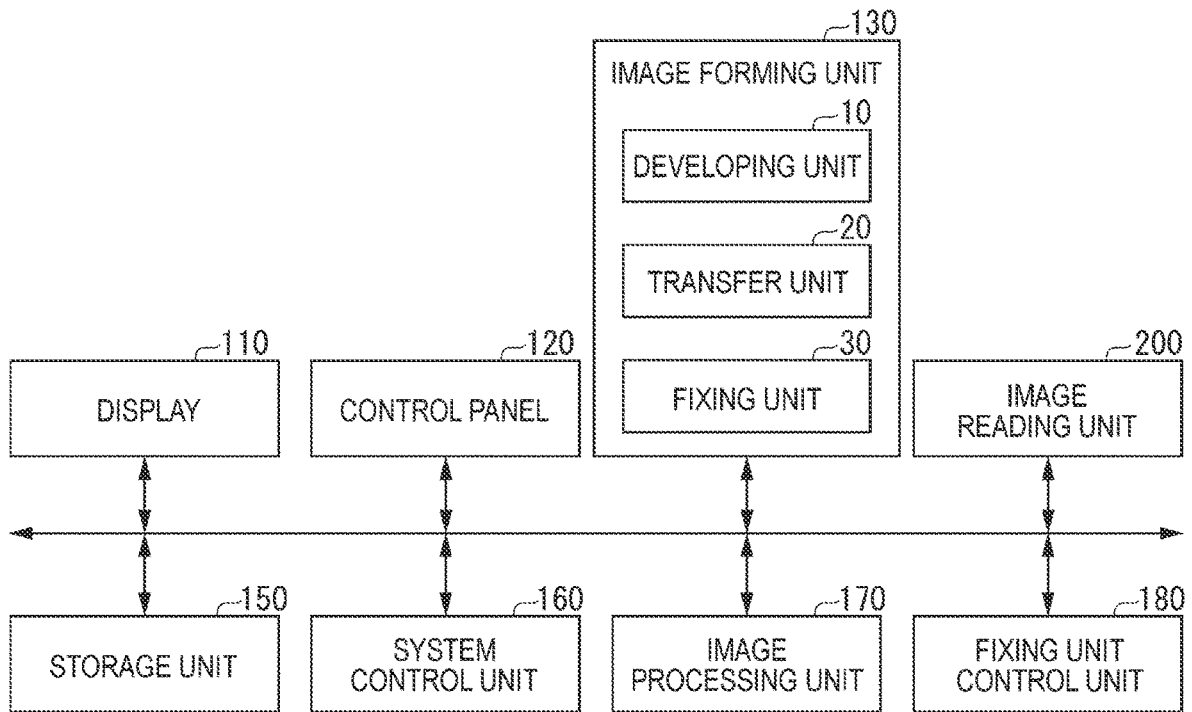 130
IMAGE FORMING UNIT
10
DEVELOPING UNIT
20
TRANSFER UNIT
30
FIXING UNIT
110
DISPLAY
120
CONTROL PANEL
200
IMAGE
READING UNIT
150
STORAGE UNIT
160
SYSTEM
CONTROL UNIT
170
IMAGE
PROCESSING UNIT
180
FIXING UNIT
CONTROL UNIT